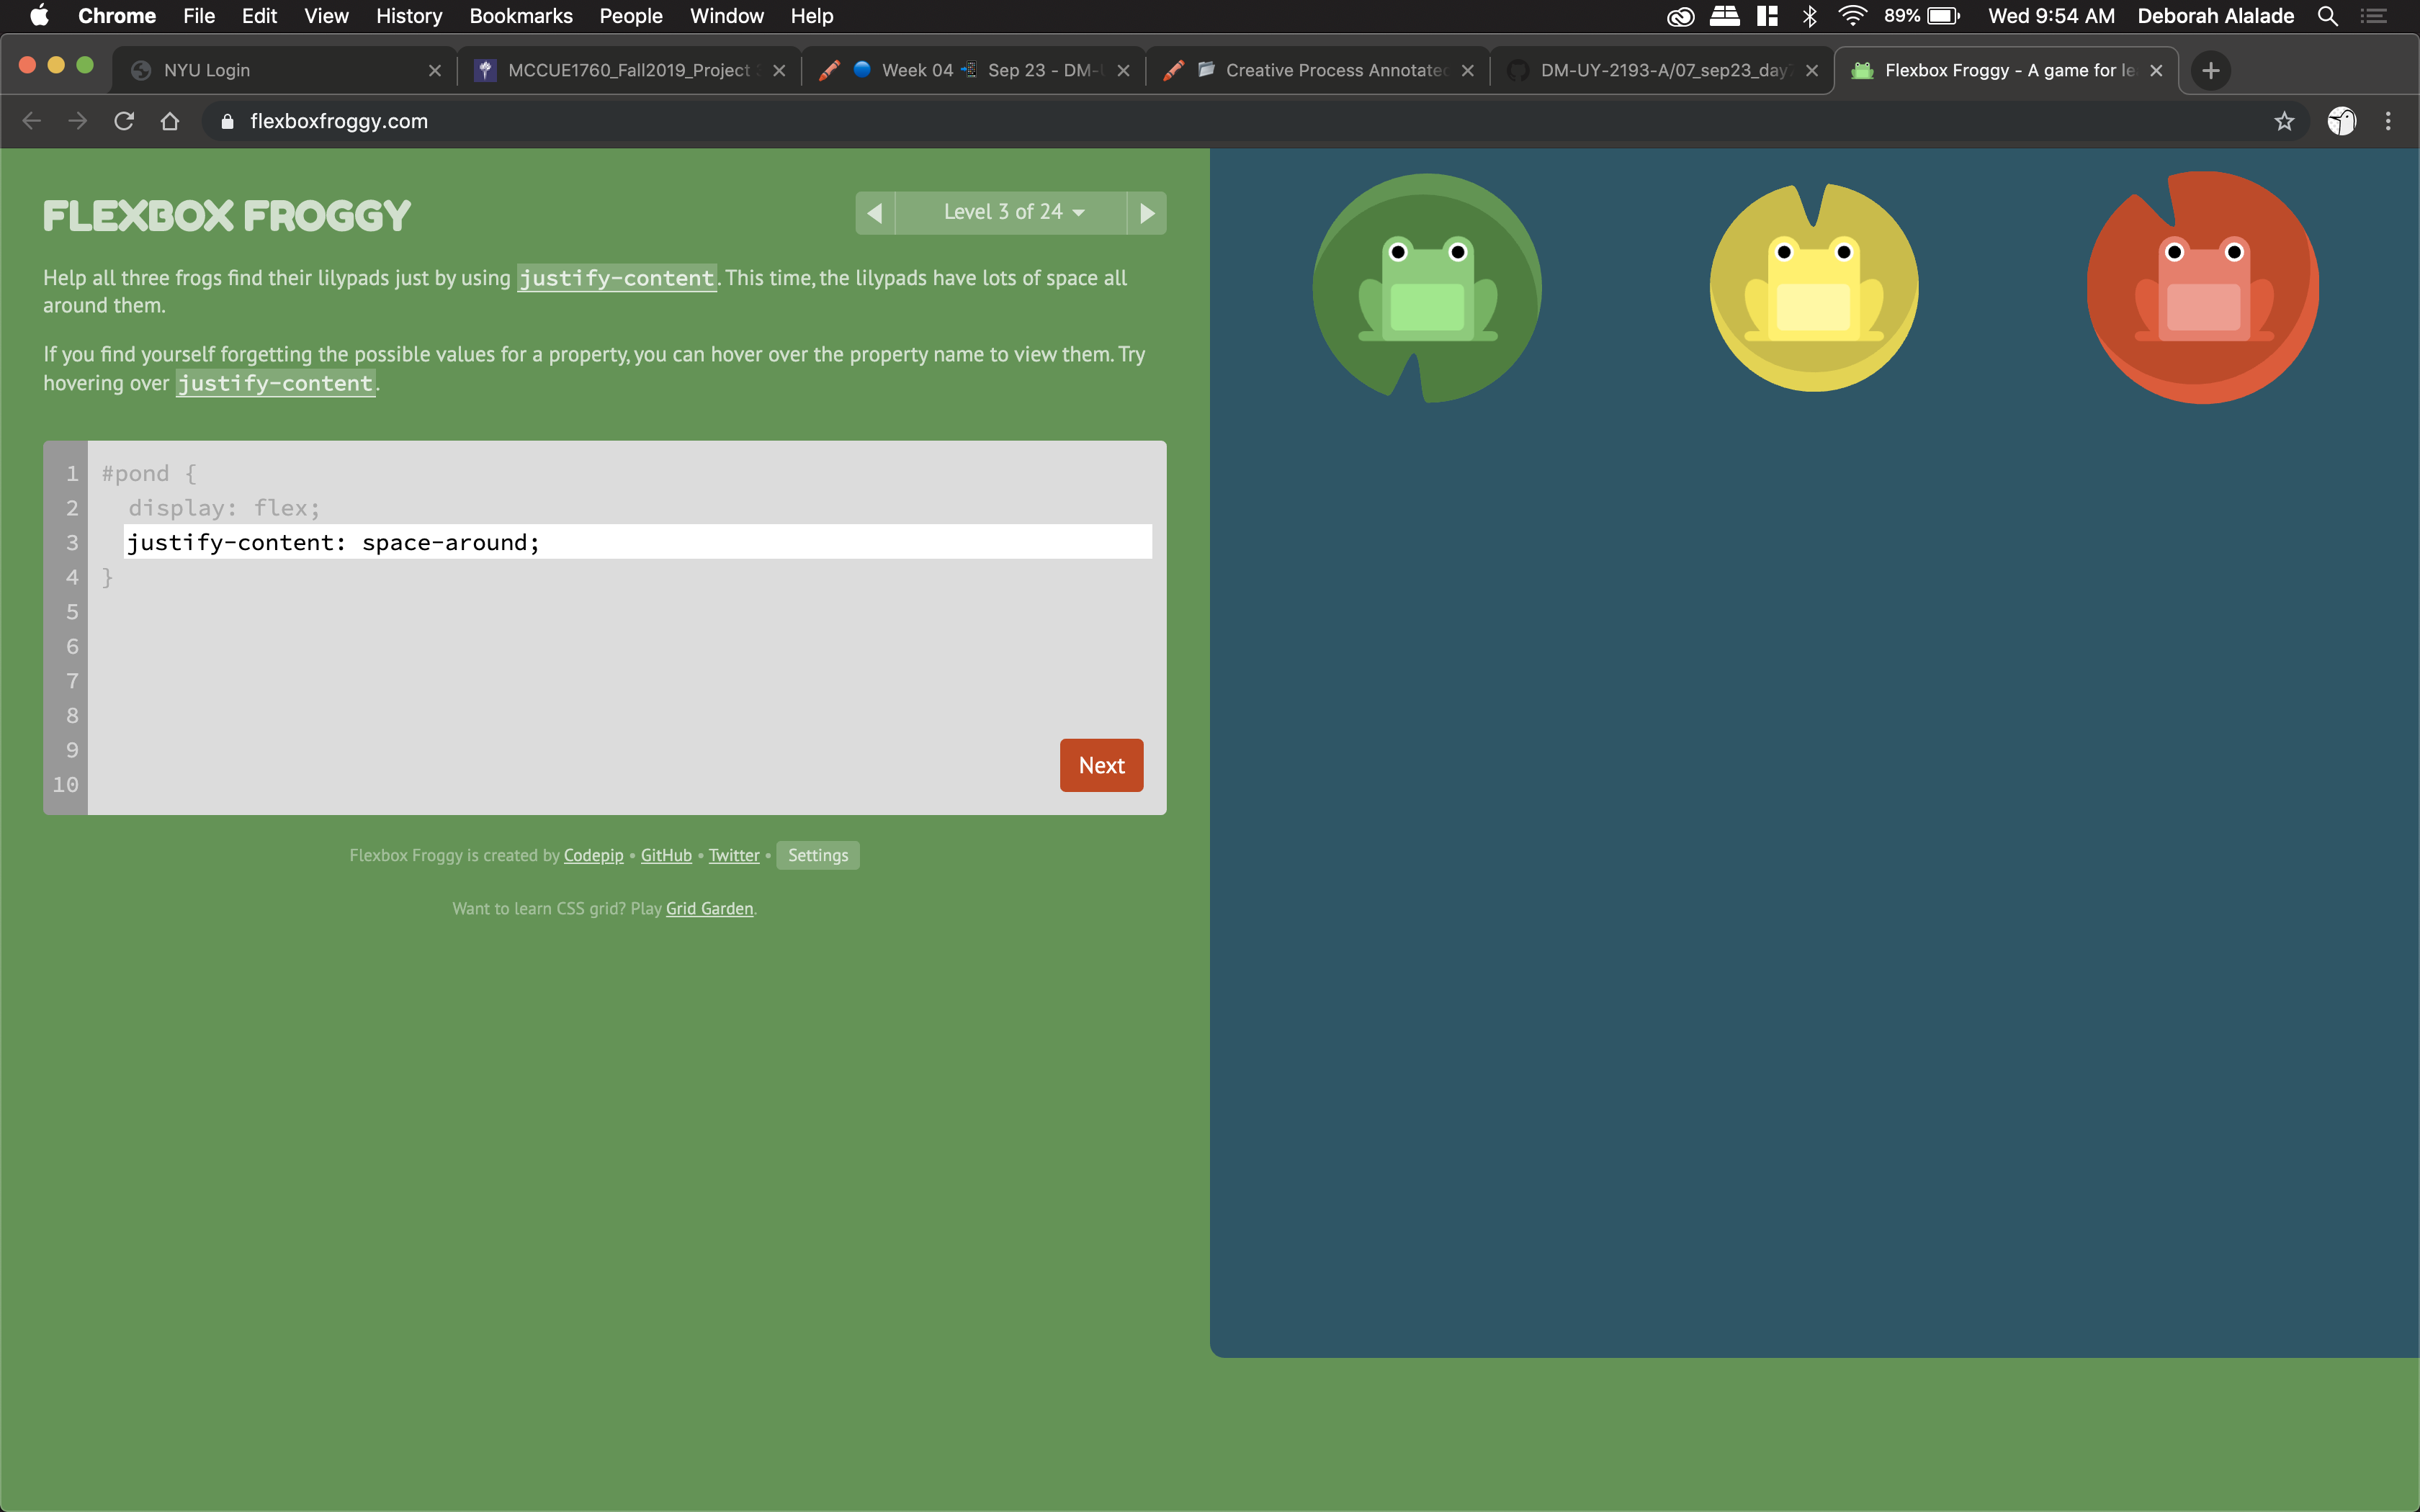 Chrome File Edit View History Bookmarks People Window Help 89% Wed 9:54 AM Deborah Alalade
NYU Login MCCUE1760_Fall2019_Project Week 04 Sep 23 - DM- Creative Process Annotated DM-UY-2193-A/07_sep23_day Flexbox Froggy - A game for le
flexboxfroggy.com
FLEXBOX FROGGY
Level 3 of 24
Help all three frogs find their lilypads just by using justify-content. This time, the lilypads have lots of space all
around them.
If you find yourself forgetting the possible values for a property, you can hover over the property name to view them. Try
hovering over justify-content.
1 #pond {
2 display: flex;
3 justify-content: space-around;
4 }
5
6
7
8
9
10
Next
Flexbox Froggy is created by Codepip • GitHub • Twitter • Settings
Want to learn CSS grid? Play Grid Garden.